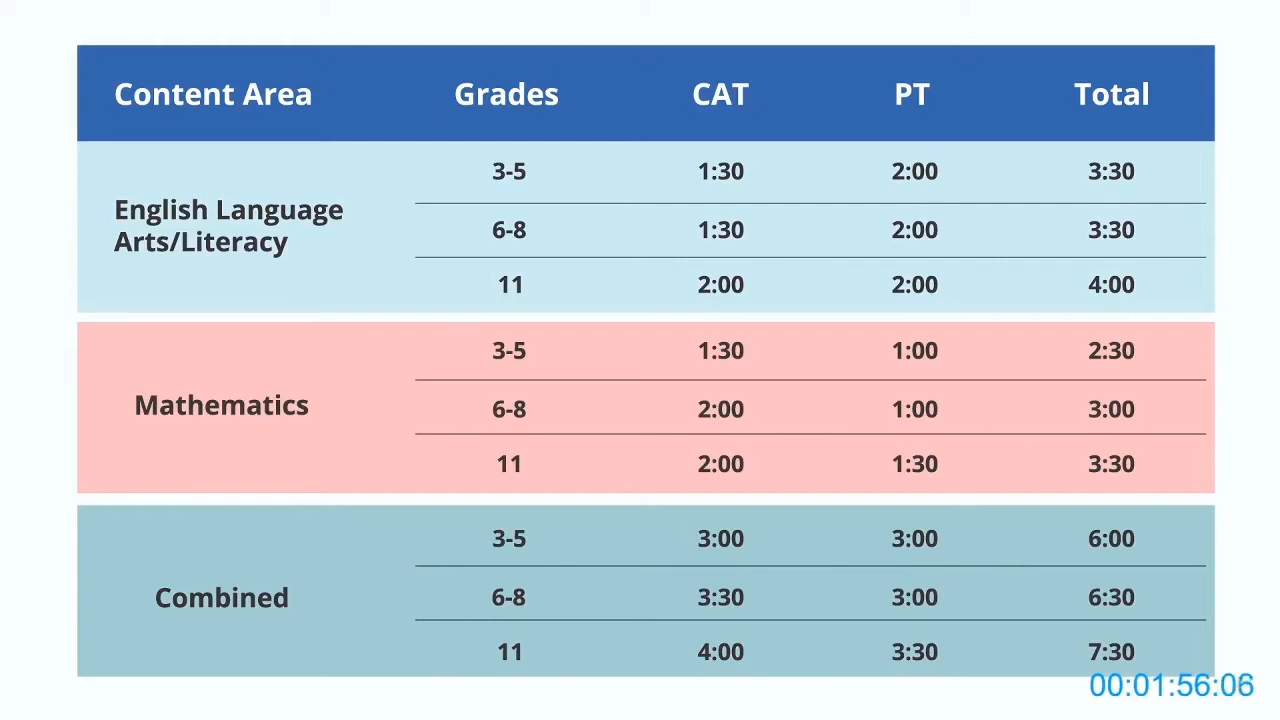 Content Area Grades CAT PT Total
English Language Arts/Literacy
3-5 1:30 2:00 3:30
6-8 1:30 2:00 3:30
11 2:00 2:00 4:00
Mathematics
3-5 1:30 1:00 2:30
6-8 2:00 1:00 3:00
11 2:00 1:30 3:30
Combined
3-5 3:00 3:00 6:00
6-8 3:30 3:00 6:30
11 4:00 3:30 7:30
00:01:56:06